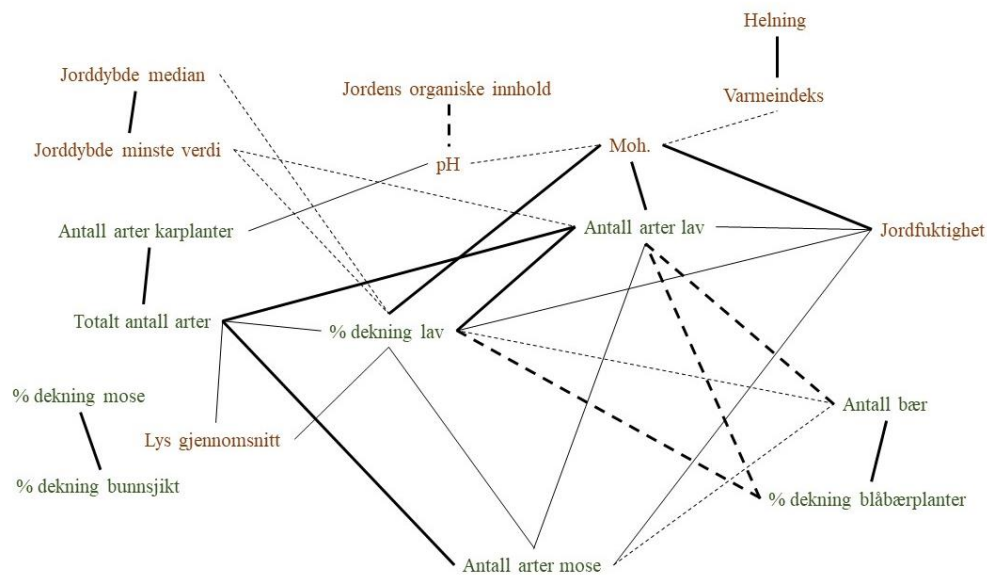 Helning
Jorddybde median
Jordens organiske innhold
Varmeindeks
Jorddybde minste verdi
pH
Moh.
Antall arter karplanter
Antall arter lav
Jordfuktighet
Totalt antall arter
% dekning lav
% dekning mose
Antall bær
Lys gjennomsnitt
% dekning bunnsjikt
% dekning blåbærplanter
Antall arter mose